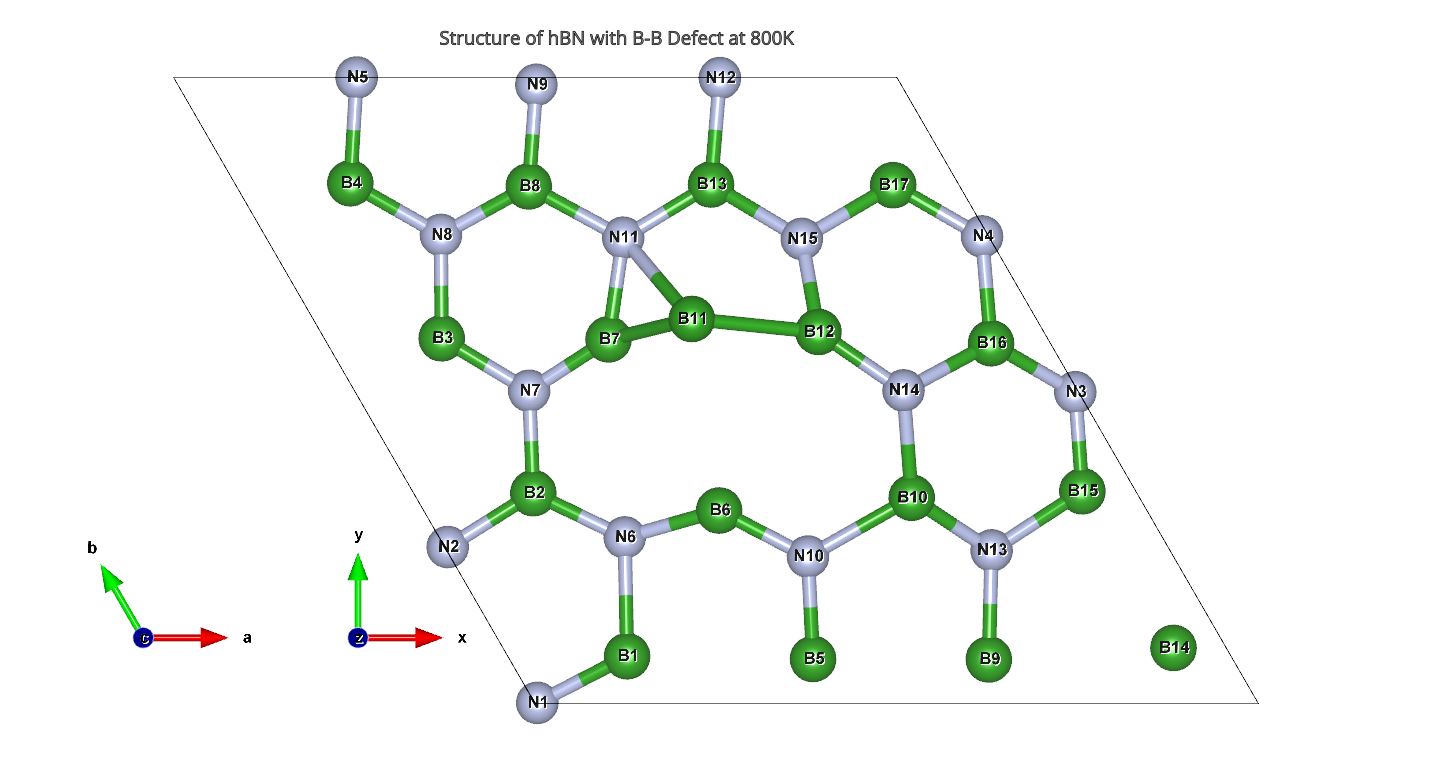 Structure of hBN with B-B Defect at 800K
N5 N9 N12
B4 B8 B13 B17
N8 N11 N15 N4
B3 B7 B11 B12 B16
N7 N14 N3
B2 B6 B10 B15
N2 N6 N10 N13
B1 B5 B9 B14
N1
b
c
a
y
z
x